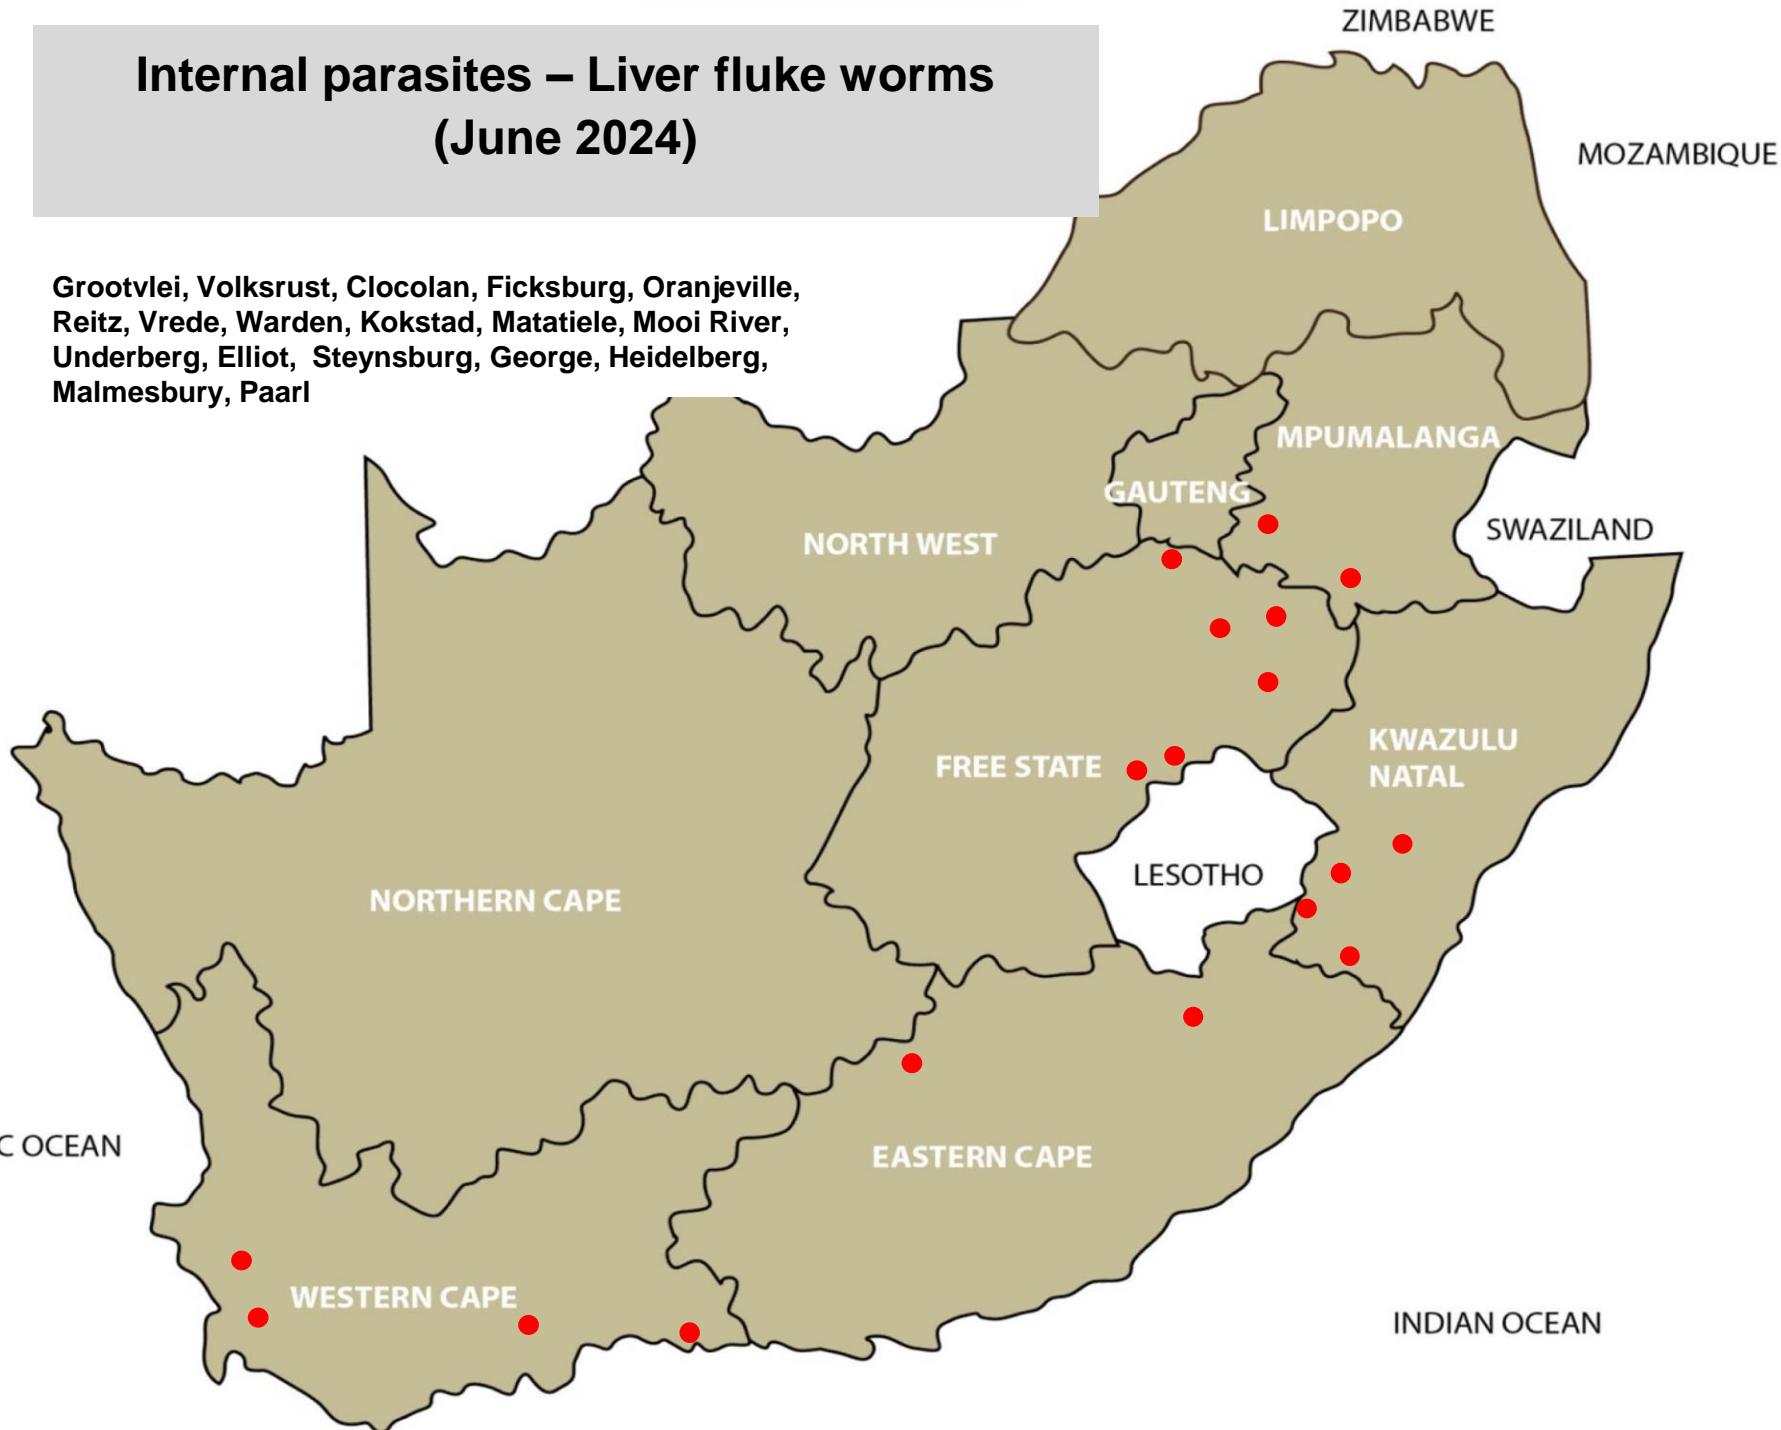 ZIMBABWE
Internal parasites – Liver fluke worms
(June 2024)
MOZAMBIQUE
LIMPOPO
Grootvlei, Volksrust, Clocolan, Ficksburg, Oranjeville,
Reitz, Vrede, Warden, Kokstad, Matatiele, Mooi River,
Underberg, Elliot, Steynsburg, George, Heidelberg,
Malmesbury, Paarl
MPUMALANGA
GAUTENG
SWAZILAND
NORTH WEST
KWAZULU
NATAL
FREE STATE
LESOTHO
NORTHERN CAPE
C OCEAN
EASTERN CAPE
WESTERN CAPE
INDIAN OCEAN